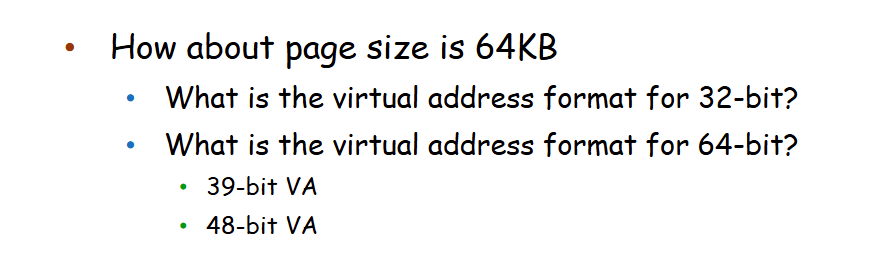 How about page size is 64KB
What is the virtual address format for 32-bit?
What is the virtual address format for 64-bit?
39-bit VA
48-bit VA